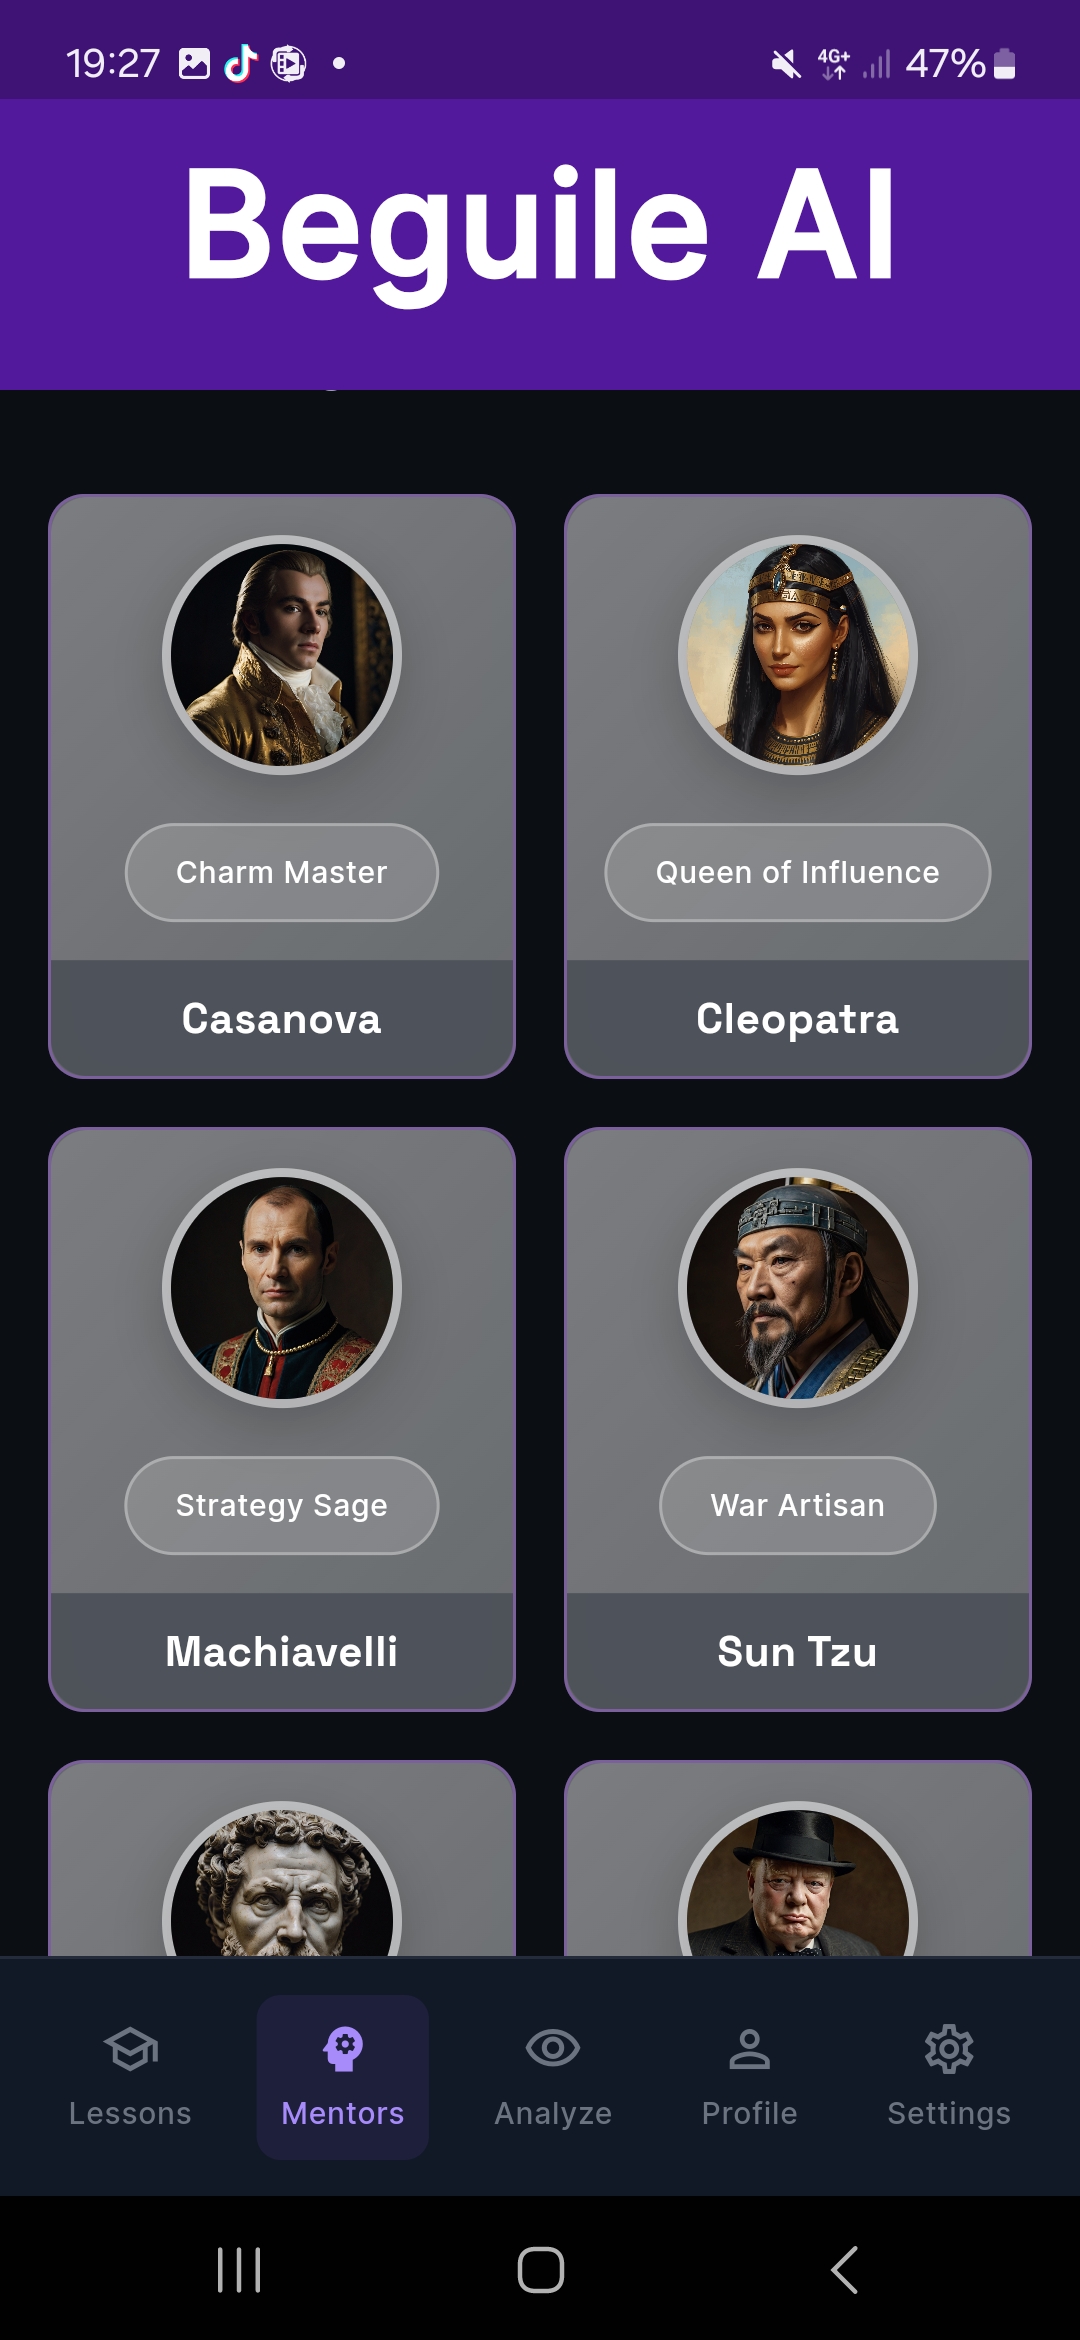 19:27 4G+ 47%
Beguile AI
Charm Master
Queen of Influence
Casanova
Cleopatra
Strategy Sage
War Artisan
Machiavelli
Sun Tzu
Lessons
Mentors
Analyze
Profile
Settings